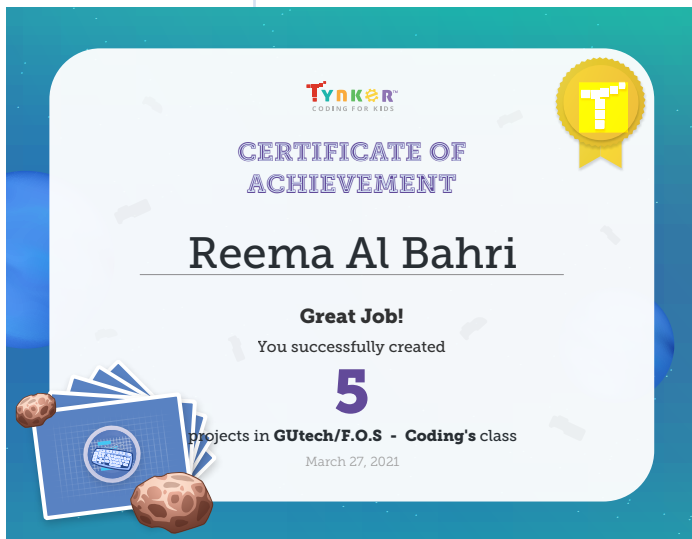 TYNKER™
CODING FOR KIDS
T
CERTIFICATE OF
ACHIEVEMENT
Reema Al Bahri
Great Job!
You successfully created
5
projects in GUtech/F.O.S - Coding's class
March 27, 2021